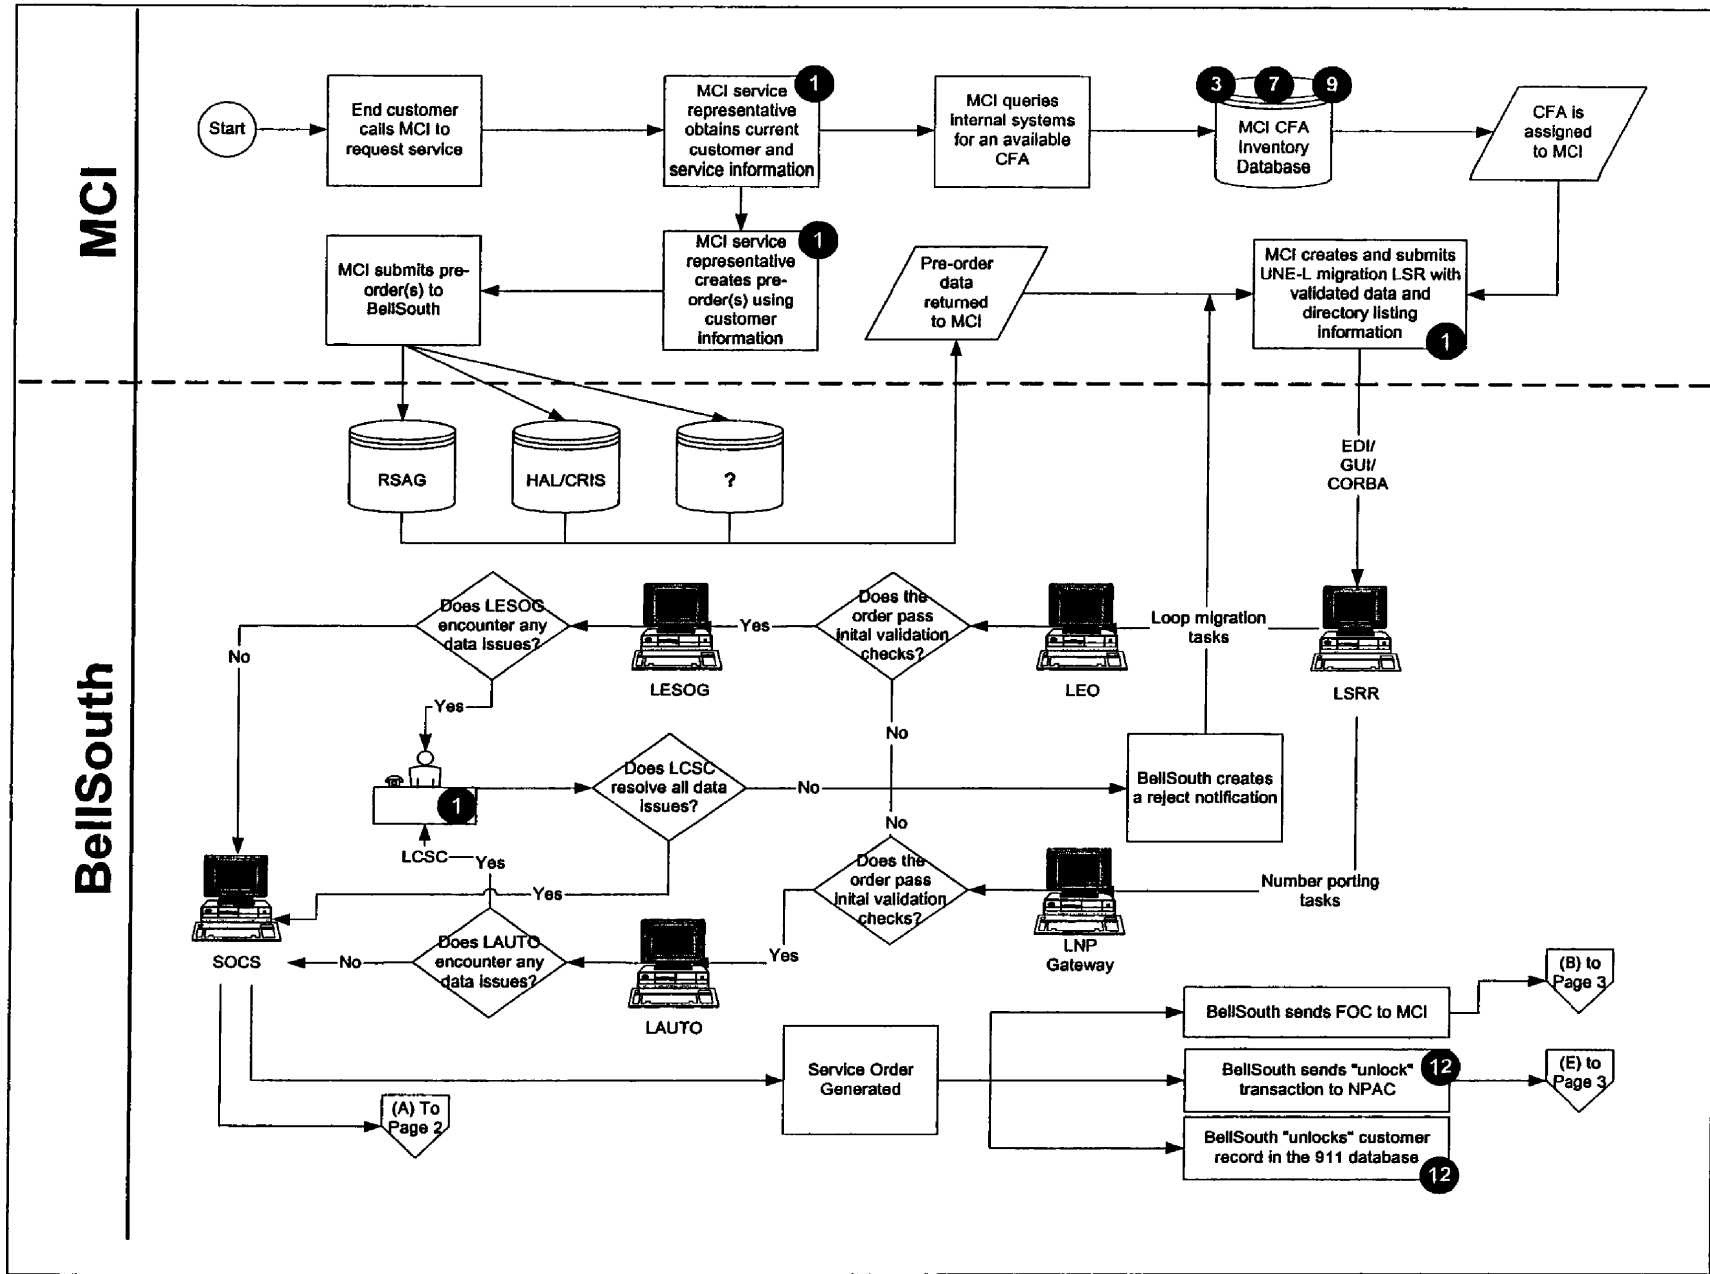 MCI
Start
End customer
calls MCI to
request service
1
MCI service
representative
obtains current
customer and
service information
MCI queries
internal systems
for an available
CFA
3 7 9
MCI CFA
Inventory
Database
CFA is
assigned
to MCI
MCI submits pre-
order(s) to
BellSouth
1
MCI service
representative
creates pre-
order(s) using
customer
information
Pre-order
data
returned
to MCI
MCI creates and submits
UNE-L migration LSR with
validated data and
directory listing
information
1
BellSouth
RSAG
HAL/CRIS
?
EDI/
GUI/
CORBA
Does LESOG
encounter any
data issues?
LESOG
Yes
Does the
order pass
inital validation
checks?
LEO
Loop migration
tasks
LSRR
No
Yes
No
1
LCSC
Does LCSC
resolve all data
issues?
No
BellSouth creates
a reject notification
No
Yes
Yes
SOCS
No
Does LAUTO
encounter any
data issues?
LAUTO
Yes
Does the
order pass
inital validation
checks?
LNP
Gateway
Number porting
tasks
Service Order
Generated
BellSouth sends FOC to MCI
(B) to
Page 3
BellSouth sends "unlock"
transaction to NPAC
12
(E) to
Page 3
BellSouth "unlocks" customer
record in the 911 database
12
(A) To
Page 2